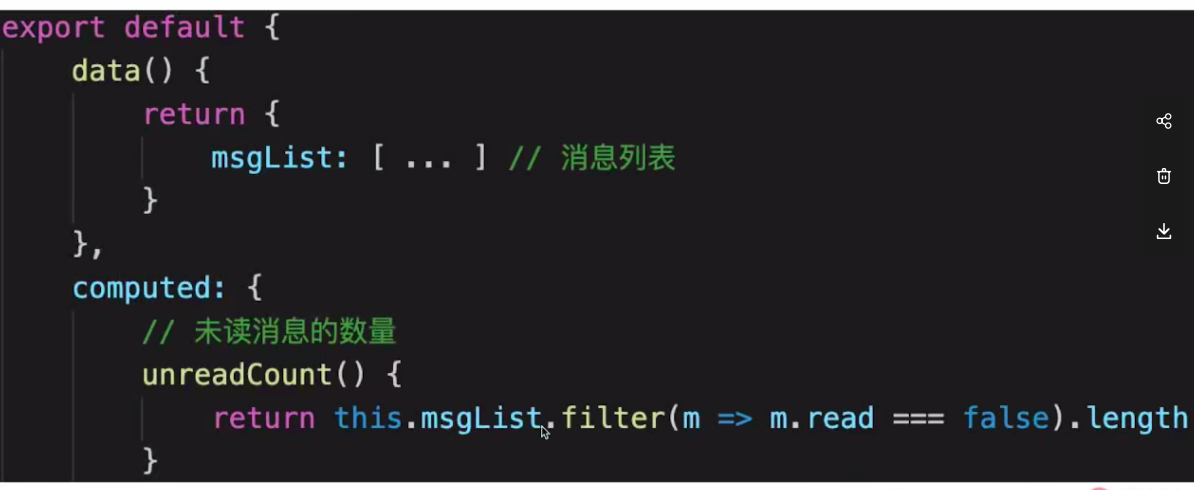 export default {
data() {
return {
msgList: [ ... ] // 消息列表
}
},
computed: {
// 未读消息的数量
unreadCount() {
return this.msgList.filter(m => m.read === false).length
}